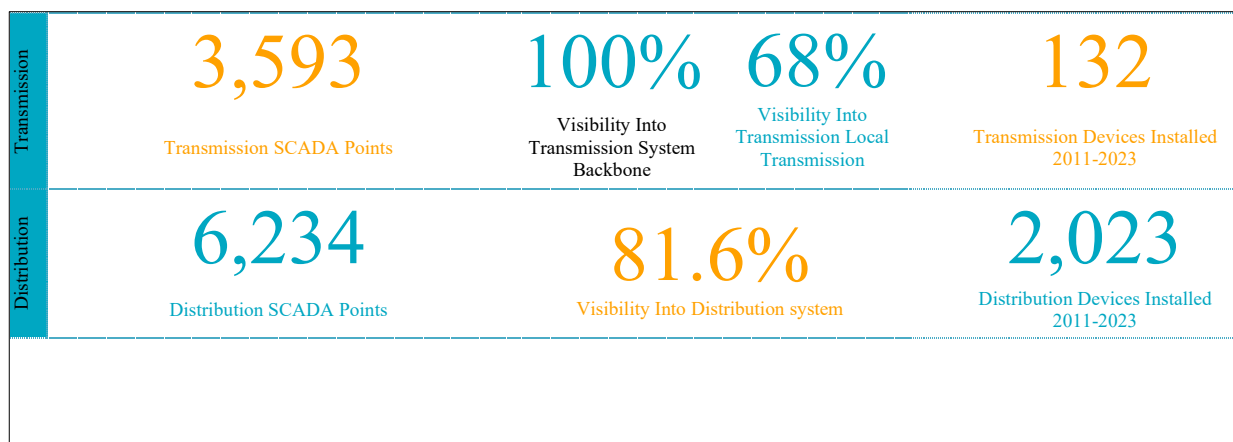 Transmission
3,593
Transmission SCADA Points
100%
Visibility Into
Transmission System
Backbone
68%
Visibility Into
Transmission Local
Transmission
132
Transmission Devices Installed
2011-2023
Distribution
6,234
Distribution SCADA Points
81.6%
Visibility Into Distribution system
2,023
Distribution Devices Installed
2011-2023